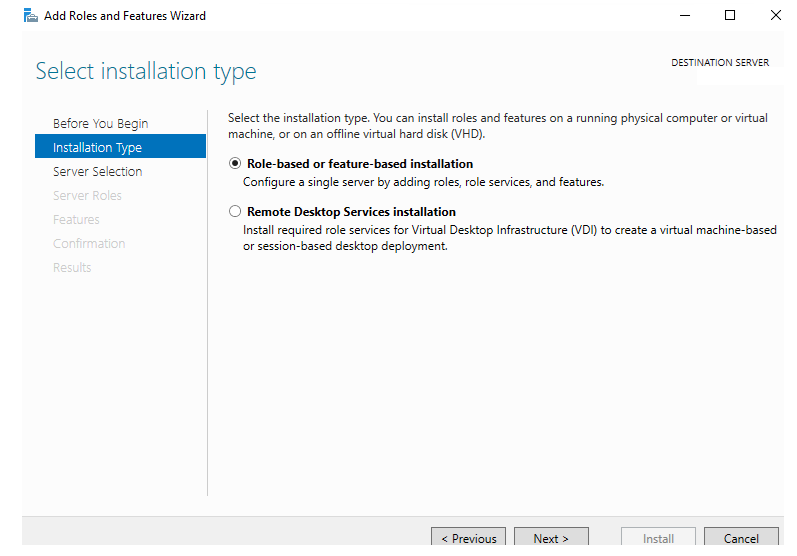 Add Roles and Features Wizard
Select installation type
DESTINATION SERVER
Before You Begin
Installation Type
Server Selection
Server Roles
Features
Confirmation
Results
Select the installation type. You can install roles and features on a running physical computer or virtual
machine, or on an offline virtual hard disk (VHD).
Role-based or feature-based installation
Configure a single server by adding roles, role services, and features.
Remote Desktop Services installation
Install required role services for Virtual Desktop Infrastructure (VDI) to create a virtual machine-based
or session-based desktop deployment.
< Previous
Next >
Install
Cancel